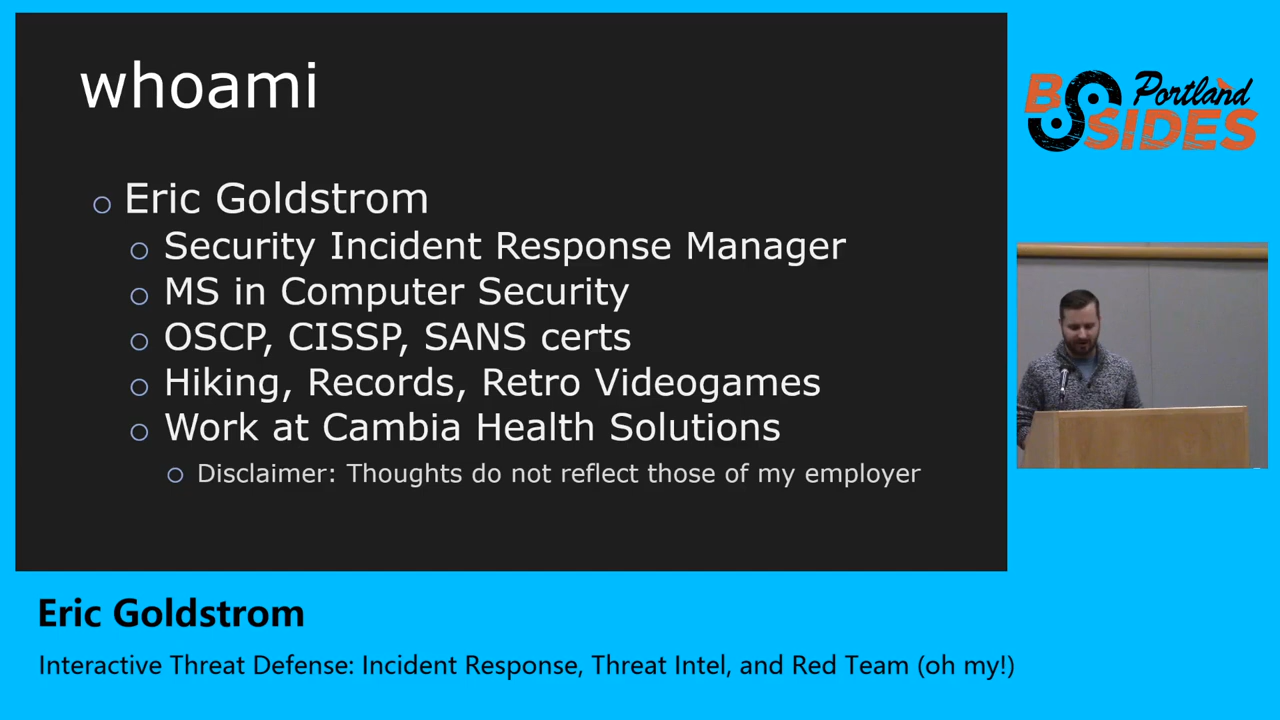 whoami
Eric Goldstrom
Security Incident Response Manager
MS in Computer Security
OSCP, CISSP, SANS certs
Hiking, Records, Retro Videogames
Work at Cambia Health Solutions
Disclaimer: Thoughts do not reflect those of my employer
B Portland
SIDES
Eric Goldstrom
Interactive Threat Defense: Incident Response, Threat Intel, and Red Team (oh my!)